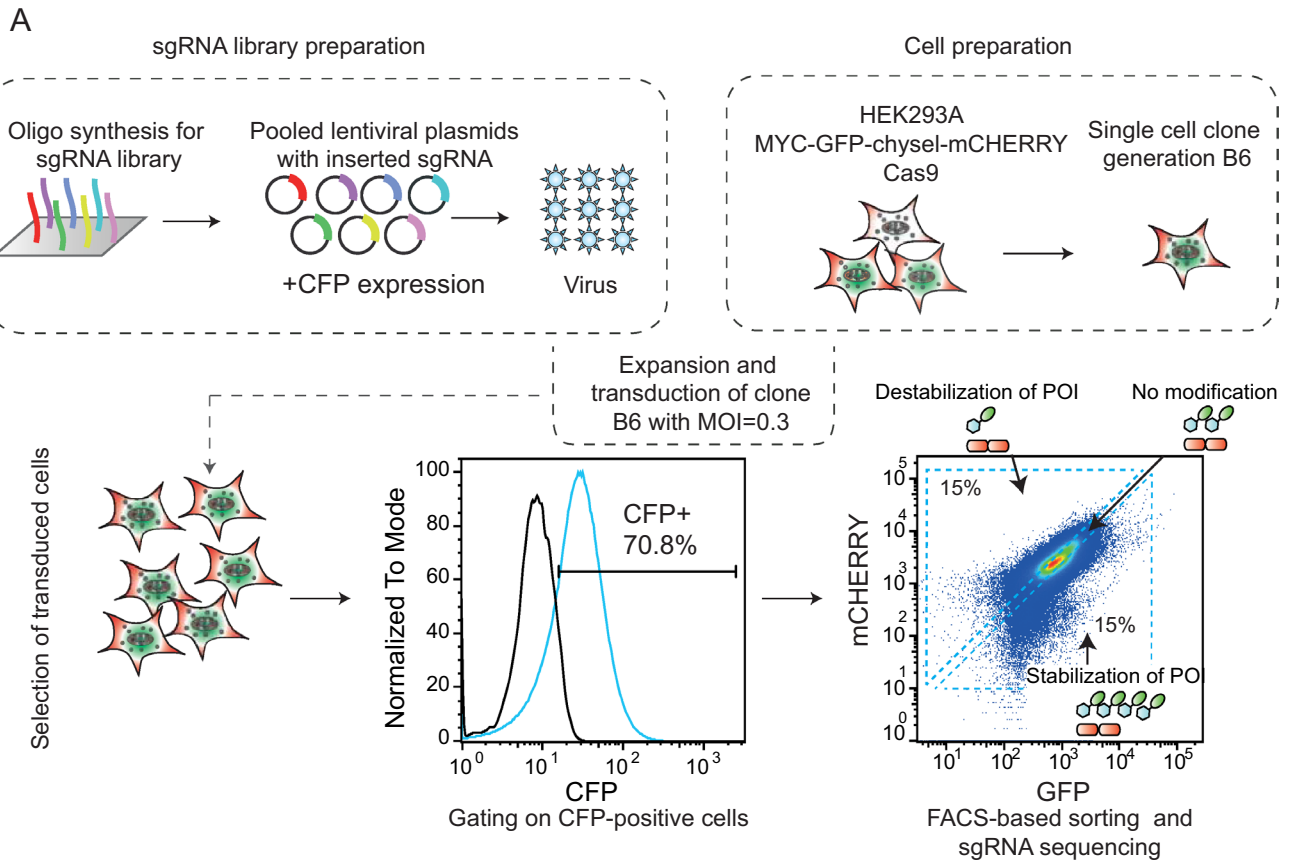 A
sgRNA library preparation
Cell preparation
Oligo synthesis for
sgRNA library
Pooled lentiviral plasmids
with inserted sgRNA
+CFP expression
Virus
HEK293A
MYC-GFP-chysel-mCHERRY
Cas9
Single cell clone
generation B6
Expansion and
transduction of clone
B6 with MOI=0.3
Selection of transduced cells
Normalized To Mode
100
80
60
40
20
0
CFP+
70.8%
10^0 10^1 10^2 10^3
CFP
Gating on CFP-positive cells
Destabilization of POI
No modification
mCHERRY
10^5
10^4
10^3
10^2
10^1
10^0
15%
15%
Stabilization of POI
10^1 10^2 10^3 10^4 10^5
GFP
FACS-based sorting and
sgRNA sequencing